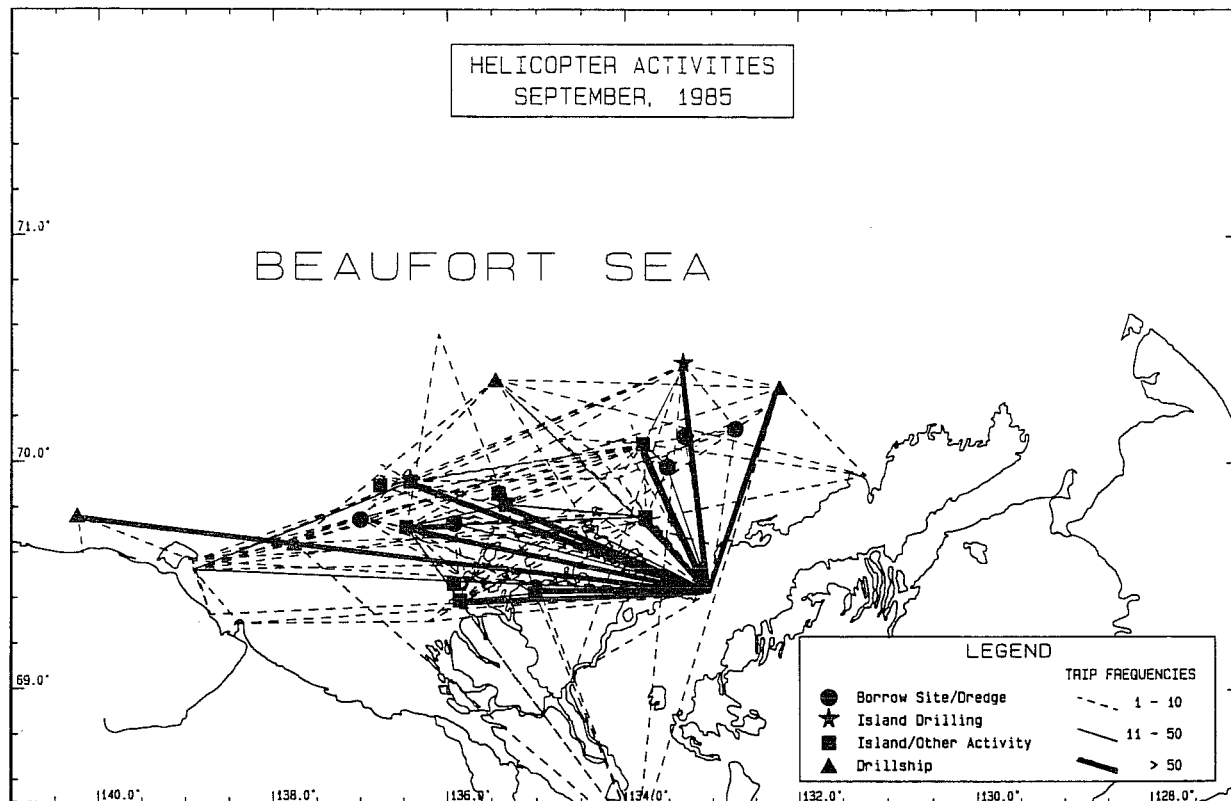 HELICOPTER ACTIVITIES
SEPTEMBER, 1985
71.0°
BEAUFORT SEA
70.0°
69.0°
LEGEND
TRIP FREQUENCIES
Borrow Site/Dredge
1 - 10
Island Drilling
11 - 50
Island/Other Activity
> 50
Drillship
140.0°
138.0°
136.0°
134.0°
132.0°
130.0°
128.0°